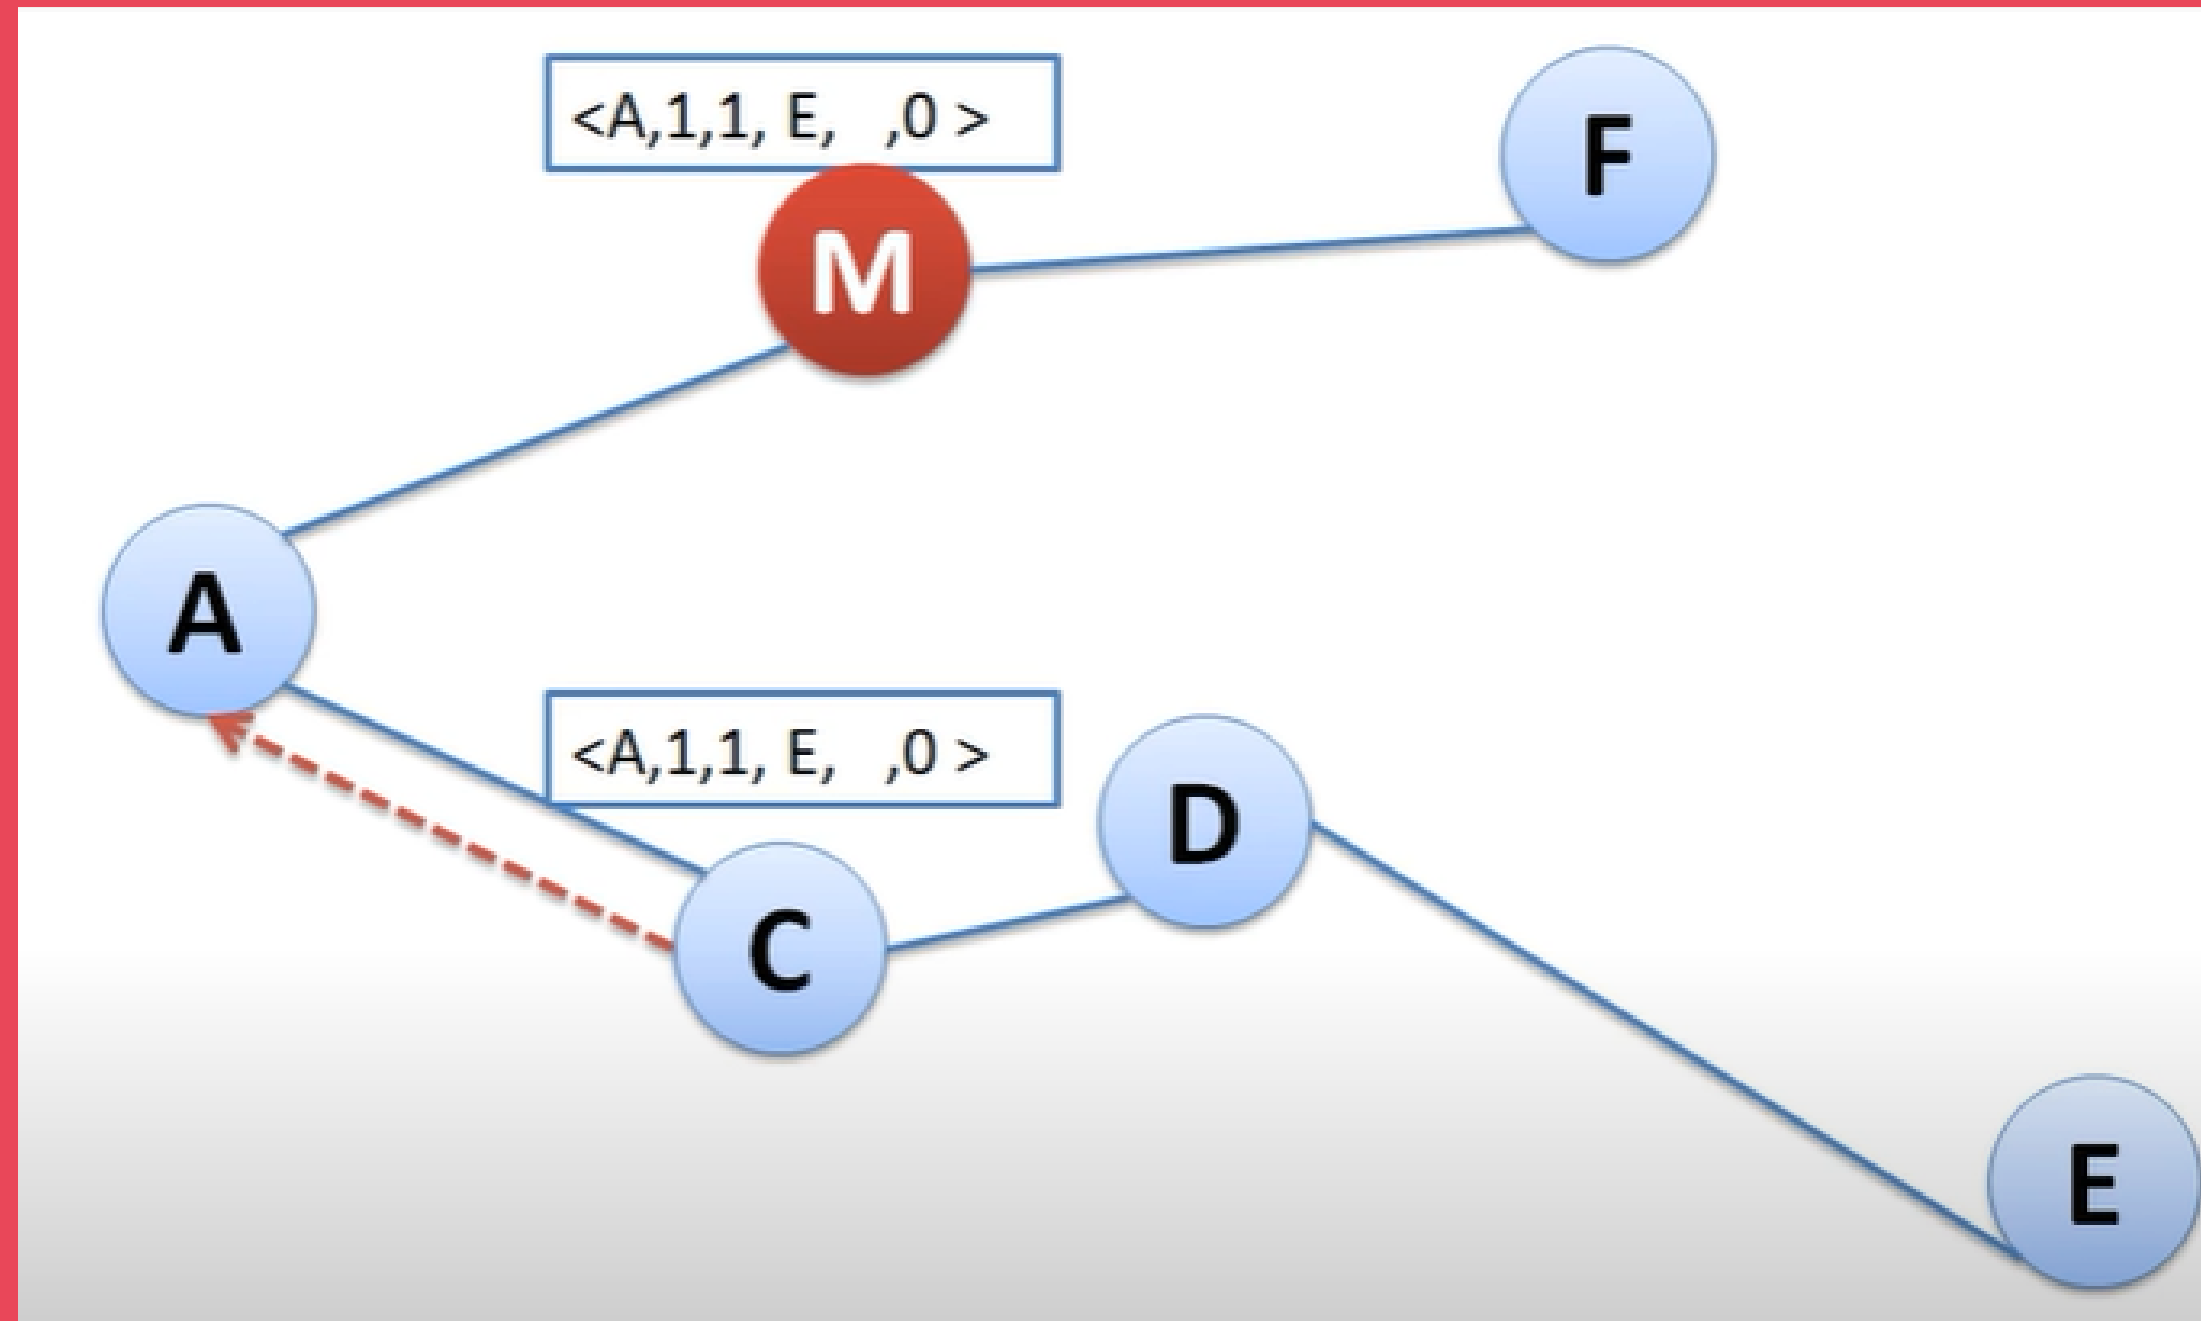 <A,1,1, E,   ,0 >
F
M
A
<A,1,1, E,   ,0 >
D
C
E